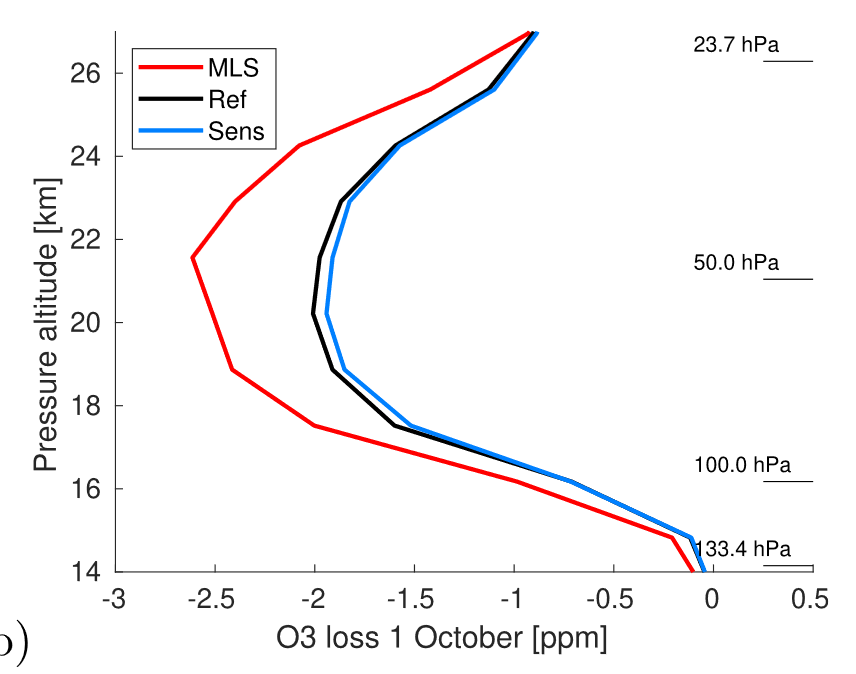 MLS
Ref
Sens
23.7 hPa
50.0 hPa
100.0 hPa
133.4 hPa
26
24
22
20
18
16
14
Pressure altitude [km]
-3 -2.5 -2 -1.5 -1 -0.5 0 0.5
O3 loss 1 October [ppm]